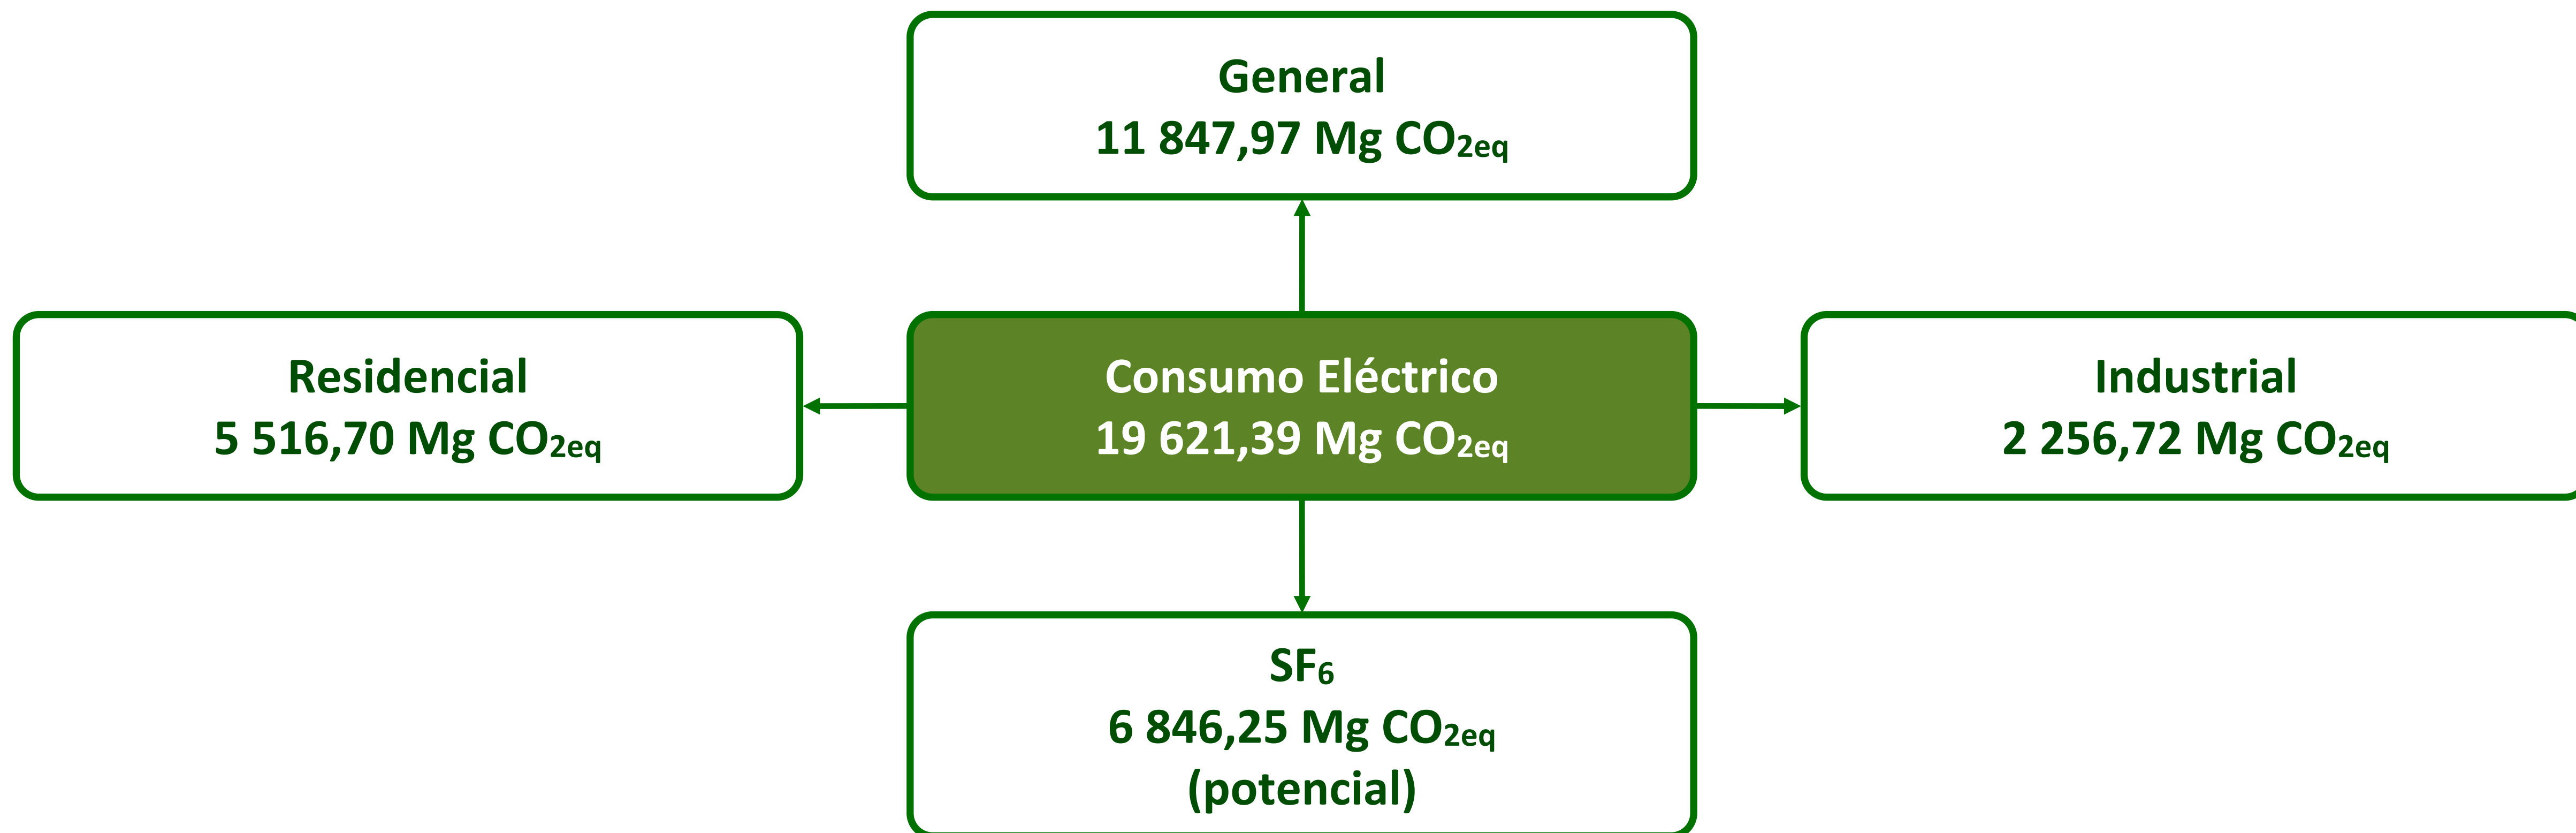 General
11 847,97 Mg CO₂eq
Residencial
5 516,70 Mg CO₂eq
Consumo Eléctrico
19 621,39 Mg CO₂eq
Industrial
2 256,72 Mg CO₂eq
SF₆
6 846,25 Mg CO₂eq
(potencial)